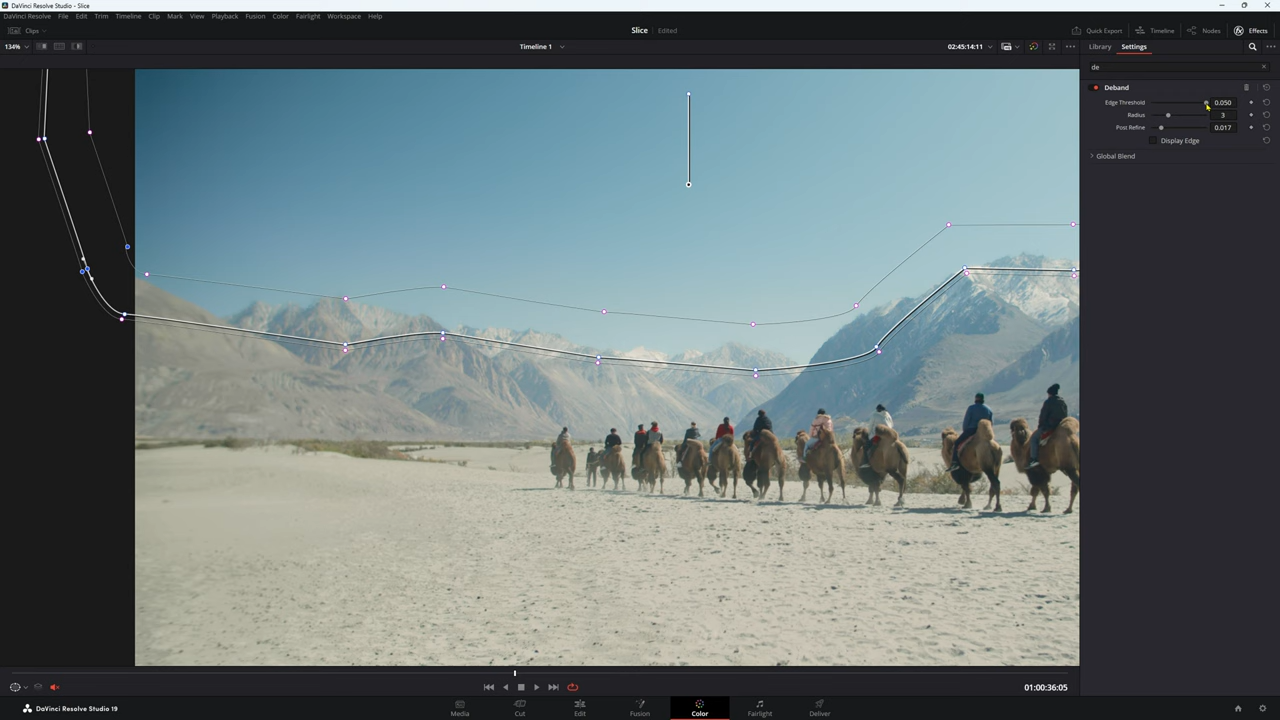 DaVinci Resolve Studio - Slice
DaVinci Resolve File Edit Trim Timeline Clip Mark View Playback Fusion Color Fairlight Workspace Help
Clips Slice Edited Quick Export Timeline Nodes Effects
134% Timeline 1 02:45:14:11 Library Settings
de
Deband
Edge Threshold 0.050
Radius 3
Post Refine 0.017
Display Edge
Global Blend
01:00:36:05
DaVinci Resolve Studio 19 Media Cut Edit Fusion Color Fairlight Deliver